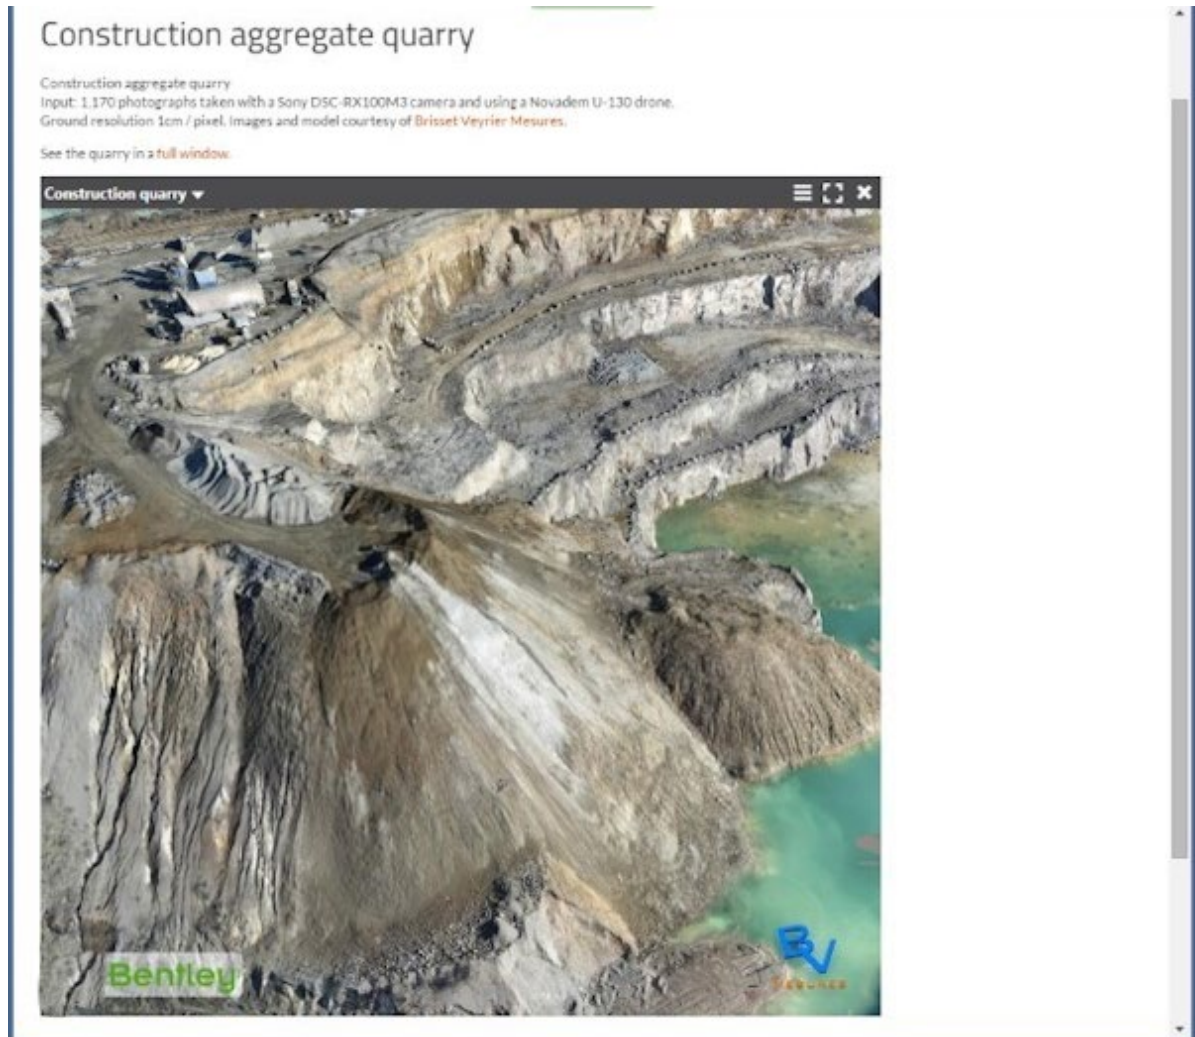 Construction aggregate quarry
Construction aggregate quarry
Input: 1,170 photographs taken with a Sony DSC-RX100M3 camera and using a Novadem U-130 drone.
Ground resolution 1cm / pixel. Images and model courtesy of Brisset Veyrier Mesures.
See the quarry in a full window.
Construction quarry
Bentley
BV
MESURES